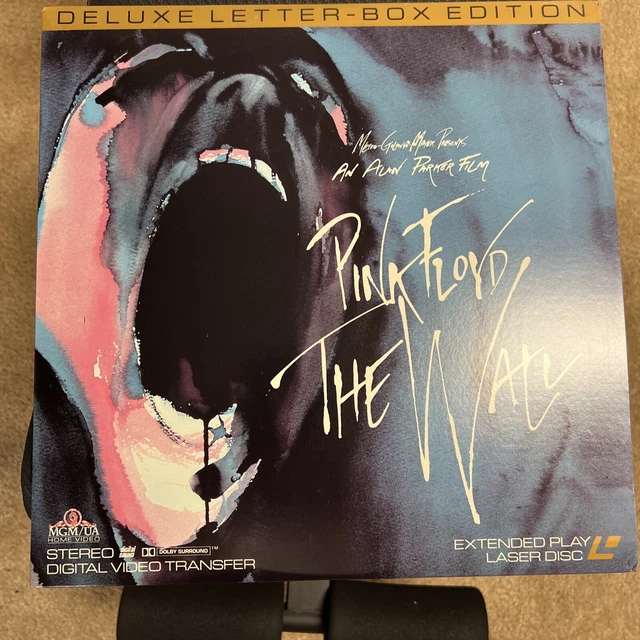 DELUXE LETTER-BOX EDITION
METRO-GOLDWYN-MAYER PRESENTS
AN ALAN PARKER FILM
PINK FLOYD
THE WALL
MGM/UA
HOME VIDEO
STEREO DOLBY SURROUND™
DIGITAL VIDEO TRANSFER
EXTENDED PLAY
LASER DISC